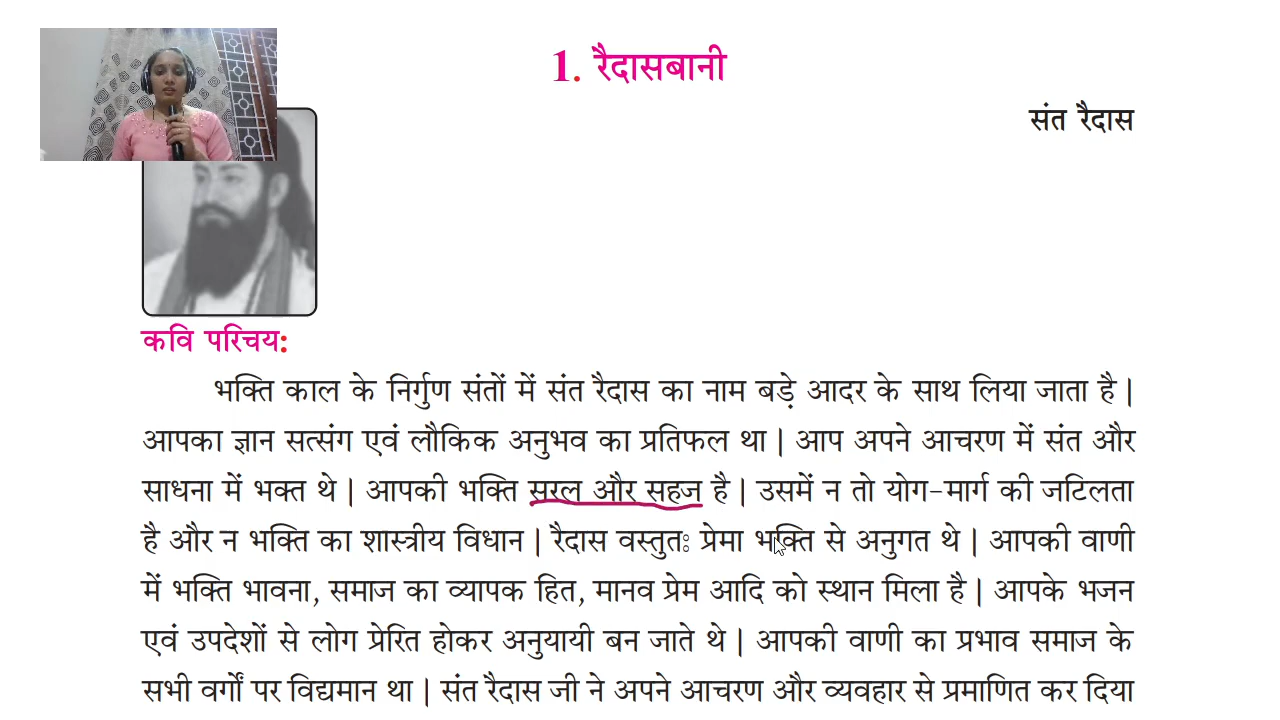 1. रैदासबानी
संत रैदास
कवि परिचय:
भक्ति काल के निर्गुण संतों में संत रैदास का नाम बड़े आदर के साथ लिया जाता है|
आपका ज्ञान सत्संग एवं लौकिक अनुभव का प्रतिफल था| आप अपने आचरण में संत और
साधना में भक्त थे| आपकी भक्ति सरल और सहज है| उसमें न तो योग-मार्ग की जटिलता
है और न भक्ति का शास्त्रीय विधान| रैदास वस्तुतः प्रेमा भक्ति से अनुगत थे| आपकी वाणी
में भक्ति भावना, समाज का व्यापक हित, मानव प्रेम आदि को स्थान मिला है| आपके भजन
एवं उपदेशों से लोग प्रेरित होकर अनुयायी बन जाते थे| आपकी वाणी का प्रभाव समाज के
सभी वर्गों पर विद्यमान था| संत रैदास जी ने अपने आचरण और व्यवहार से प्रमाणित कर दिया